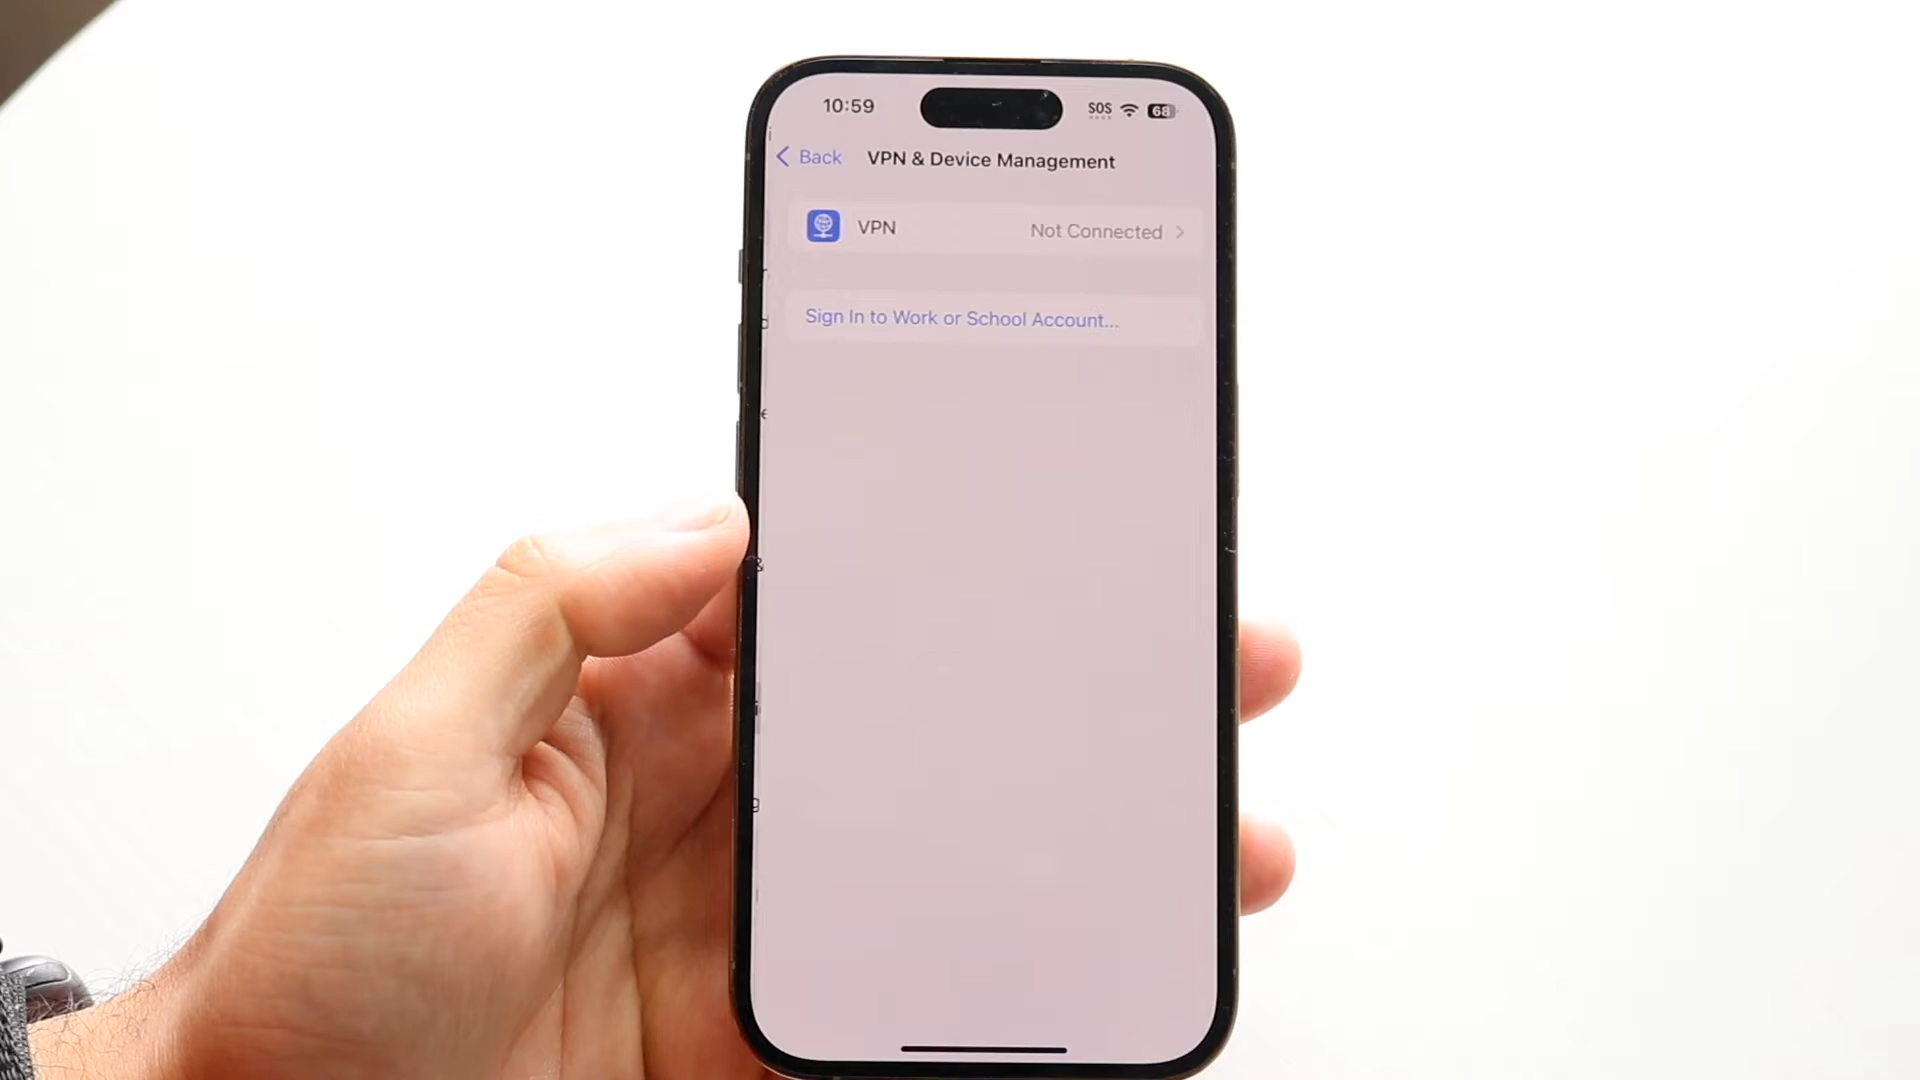 10:59 SOS 68
Back VPN & Device Management
VPN Not Connected
Sign In to Work or School Account...
&
g